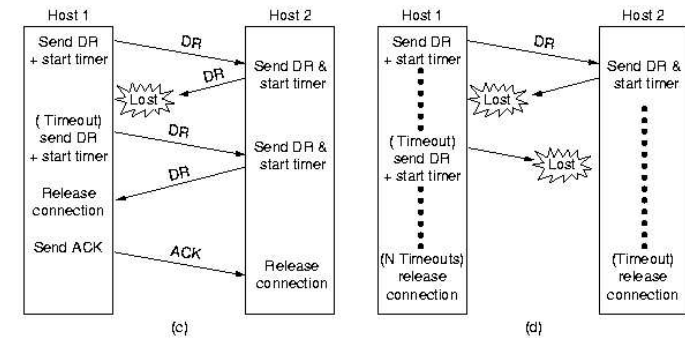 Host 1
Host 2
Send DR
+ start timer
DR
Send DR &
start timer
DR
Lost
( Timeout)
send DR
+ start timer
DR
Send DR &
start timer
DR
Release
connection
Send ACK
ACK
Release
connection
(c)
Host 1
Host 2
Send DR
+ start timer
DR
Send DR &
start timer
Lost
( Timeout)
send DR
+ start timer
Lost
(N Timeouts)
release
connection
(Timeout)
release
connection
(d)